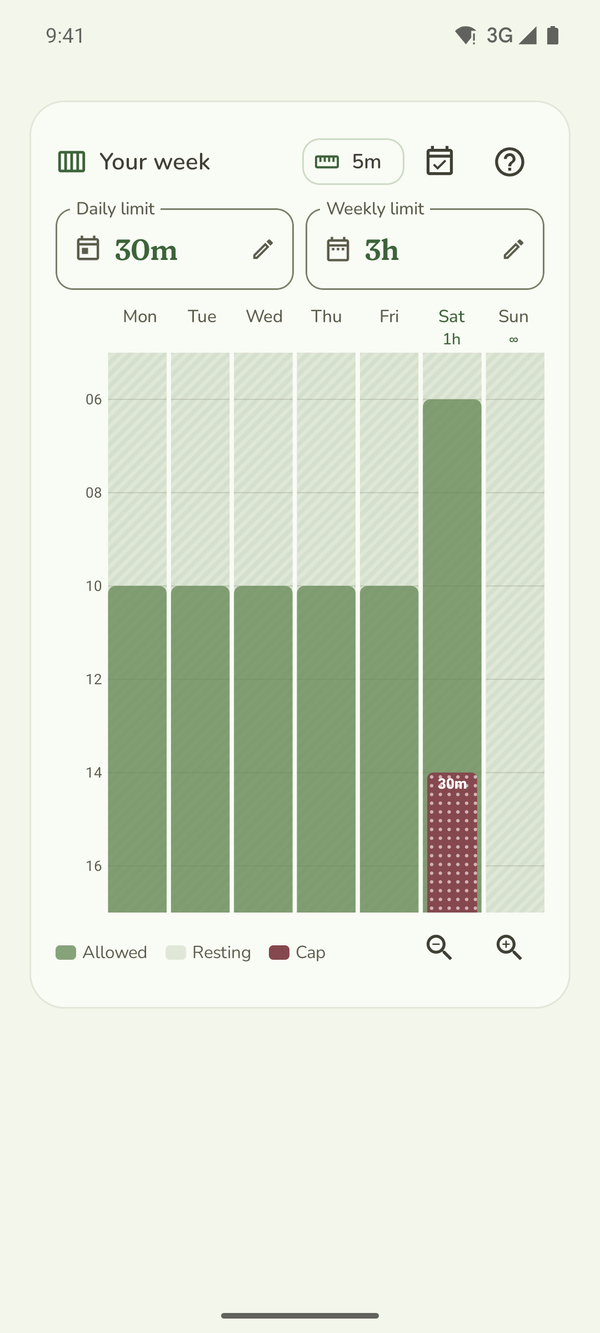 9:41
3G
Your week
5m
Daily limit
30m
Weekly limit
3h
Mon Tue Wed Thu Fri Sat Sun
1h ∞
06
08
10
12
14
30m
16
Allowed Resting Cap